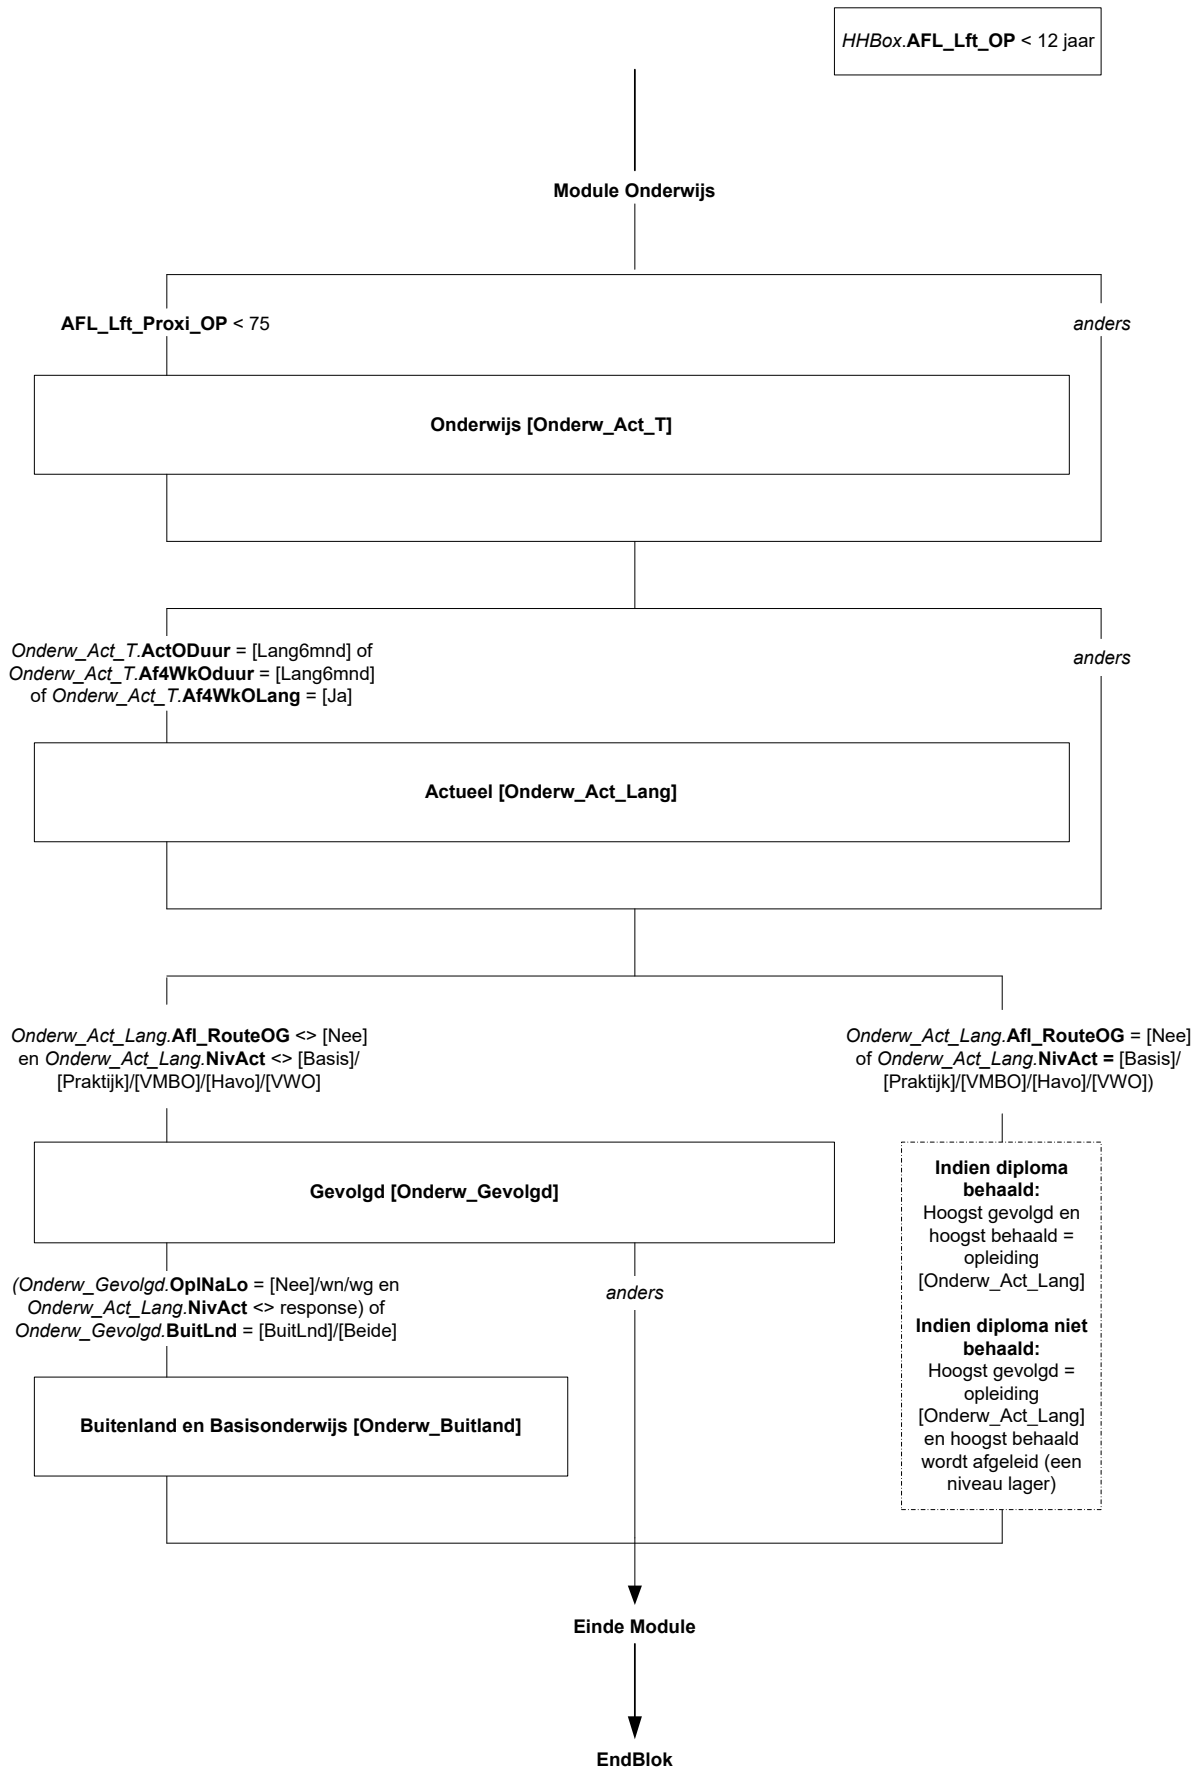 HHBox.AFL_Lft_OP < 12 jaar
Module Onderwijs
AFL_Lft_Proxi_OP < 75
anders
Onderwijs [Onderw_Act_T]
Onderw_Act_T.ActODuur = [Lang6mnd] of
Onderw_Act_T.Af4WkOduur = [Lang6mnd]
of Onderw_Act_T.Af4WkOLang = [Ja]
anders
Actueel [Onderw_Act_Lang]
Onderw_Act_Lang.Afl_RouteOG <> [Nee]
en Onderw_Act_Lang.NivAct <> [Basis]/
[Praktijk]/[VMBO]/[Havo]/[VWO]
Onderw_Act_Lang.Afl_RouteOG = [Nee]
of Onderw_Act_Lang.NivAct = [Basis]/
[Praktijk]/[VMBO]/[Havo]/[VWO])
Gevolgd [Onderw_Gevolgd]
(Onderw_Gevolgd.OplNaLo = [Nee]/wn/wg en
Onderw_Act_Lang.NivAct <> response) of
Onderw_Gevolgd.BuitLnd = [BuitLnd]/[Beide]
anders
Buitenland en Basisonderwijs [Onderw_Buitland]
Indien diploma
behaald:
Hoogst gevolgd en
hoogst behaald =
opleiding
[Onderw_Act_Lang]
Indien diploma niet
behaald:
Hoogst gevolgd =
opleiding
[Onderw_Act_Lang]
en hoogst behaald
wordt afgeleid (een
niveau lager)
Einde Module
EndBlok